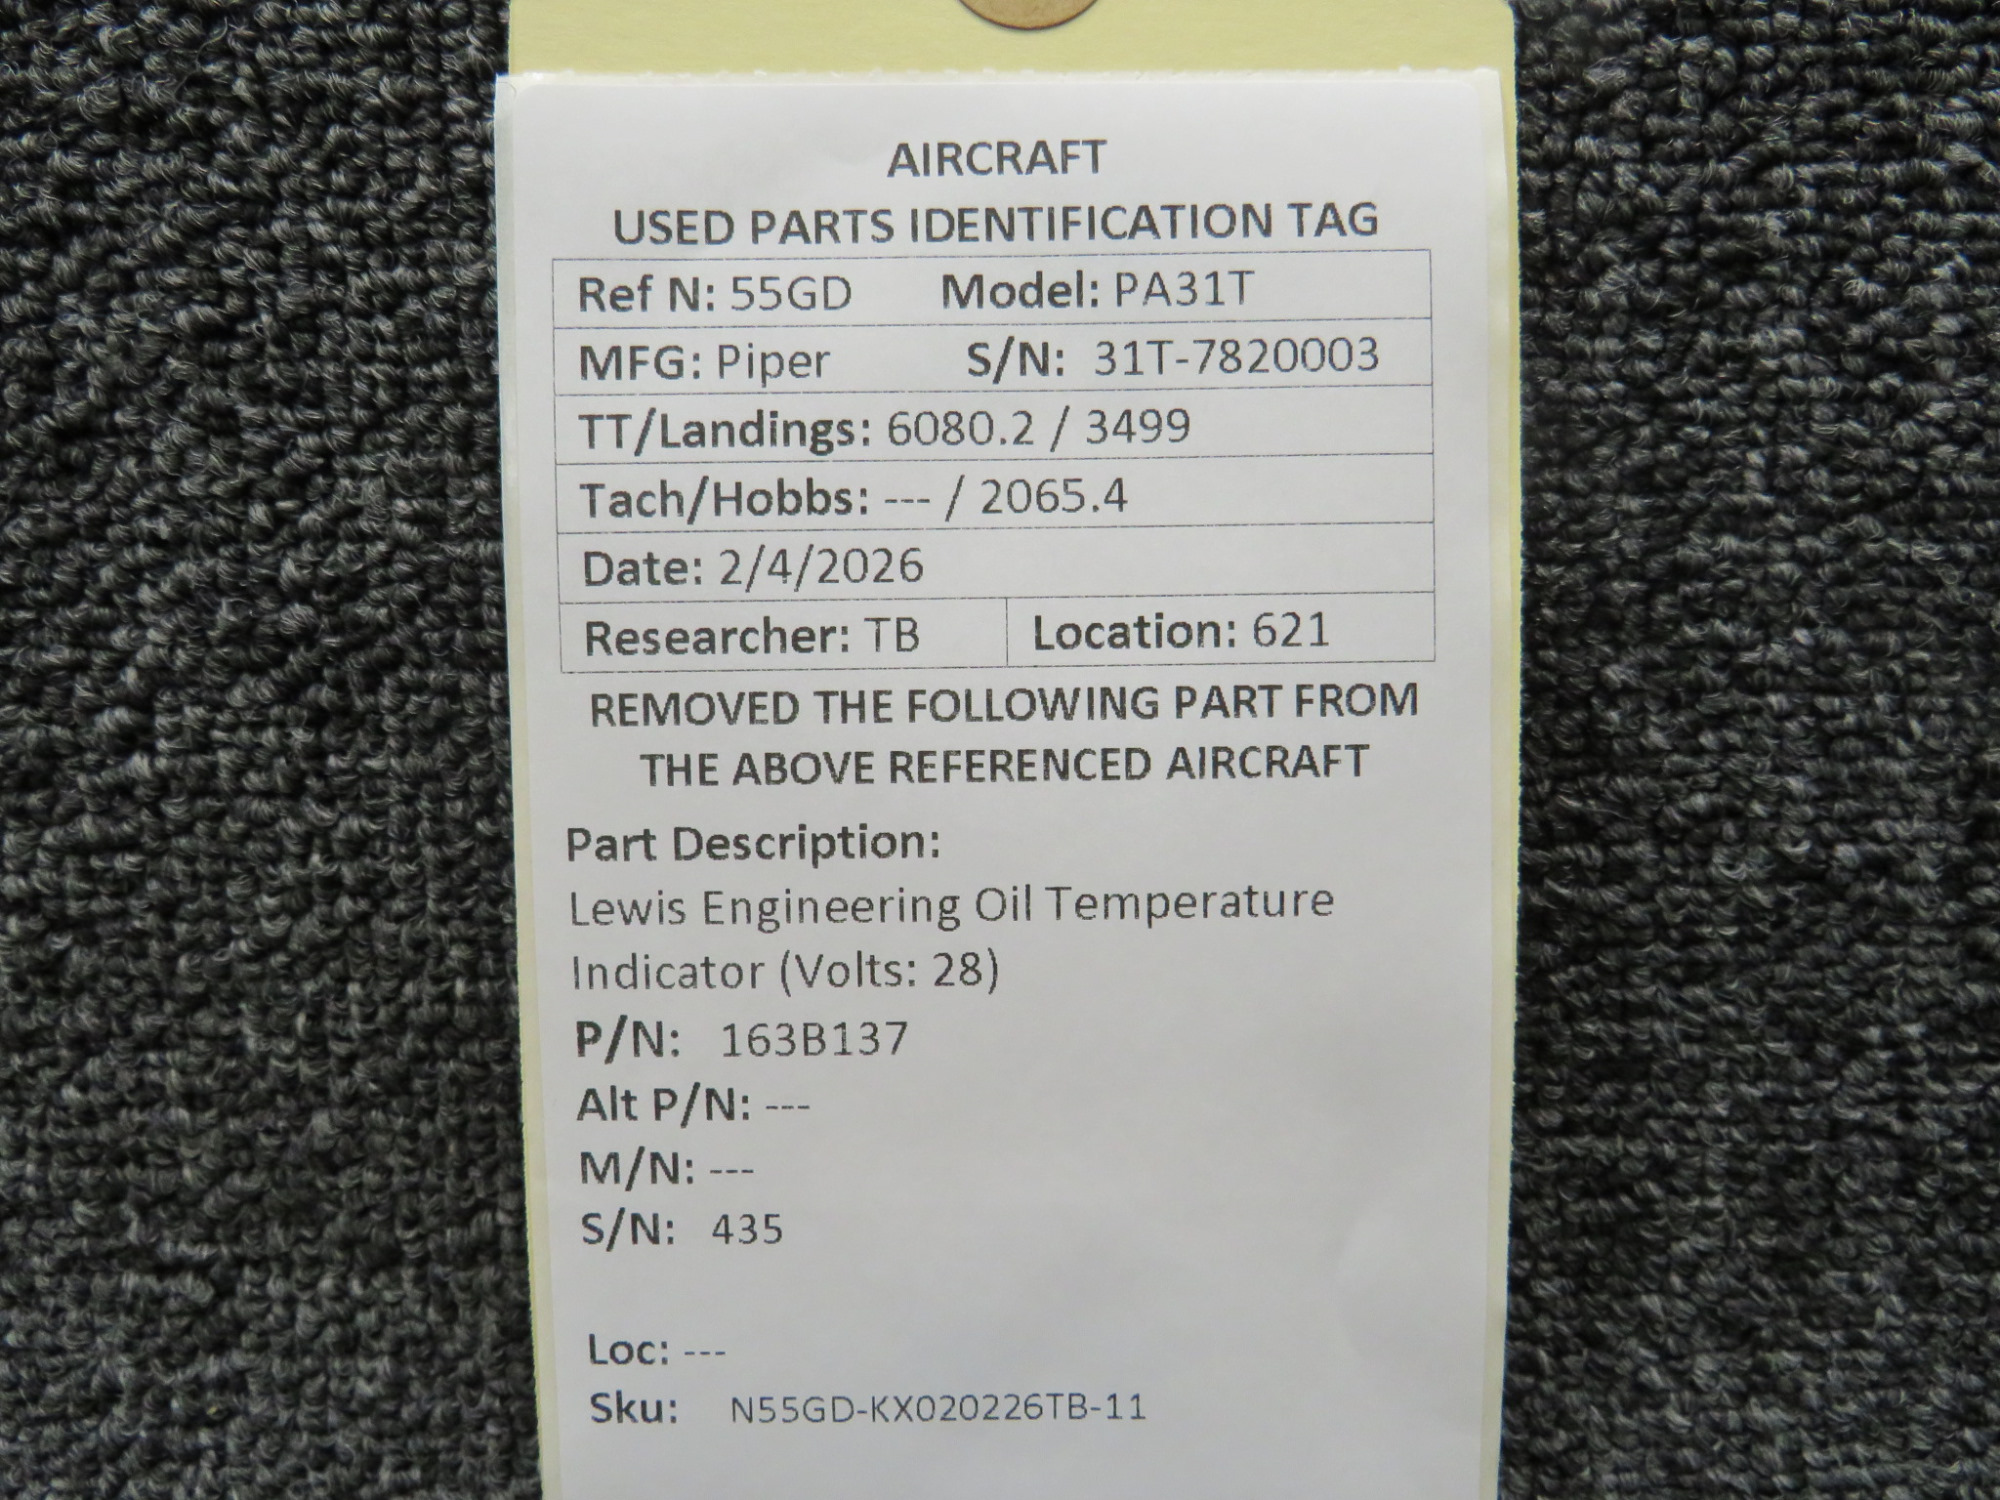 AIRCRAFT
USED PARTS IDENTIFICATION TAG
Ref N: 55GD Model: PA31T
MFG: Piper S/N: 31T-7820003
TT/Landings: 6080.2 / 3499
Tach/Hobbs: --- / 2065.4
Date: 2/4/2026
Researcher: TB Location: 621
REMOVED THE FOLLOWING PART FROM
THE ABOVE REFERENCED AIRCRAFT
Part Description:
Lewis Engineering Oil Temperature
Indicator (Volts: 28)
P/N: 163B137
Alt P/N: ---
M/N: ---
S/N: 435
Loc: ---
Sku: N55GD-KX020226TB-11